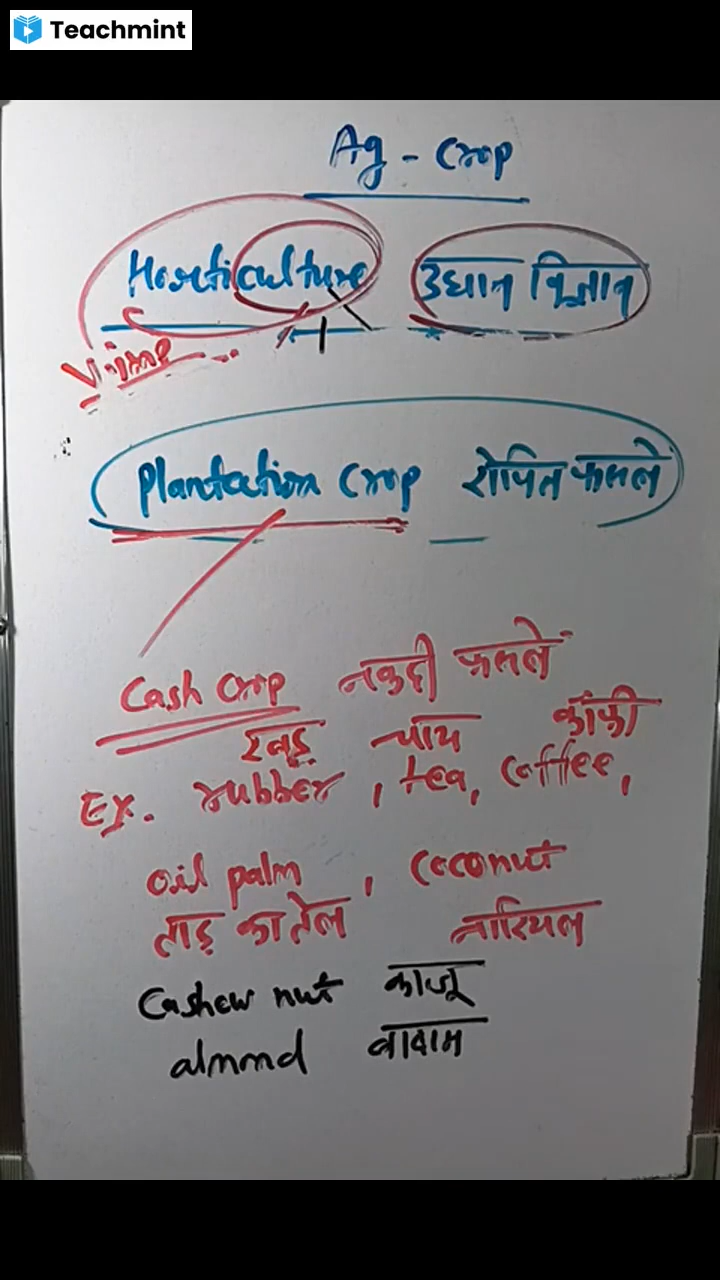 Teachmint
Ag - Crop
Horticulture उधान विज्ञान
Plantation Crop रोपित फसलें
Cash Crop नकदी फसलें
रबड़ चाय कॉफी
Ex. rubber, tea, coffee,
oil palm, Coconut
ताड़ का तेल नारियल
Cashew nut काजू
almond बादाम